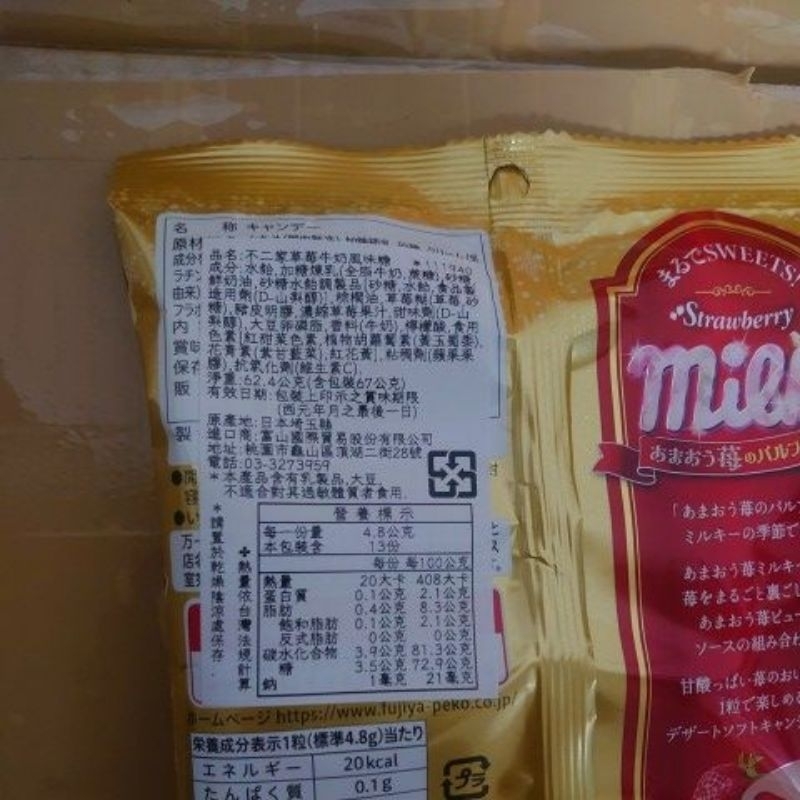 名 称 キャンデー
原材
成分
ラチン
由来)
フラボ
内
賞味
保存
販
製
品名:不二家草莓牛奶風味糖
成分:水飴,加糖煉乳(全脂牛奶,蔗糖),砂糖,
鮮奶油,砂糖水飴調製品(砂糖,水飴,食品製
造用劑(D-山梨醇)),棕櫚油,草莓糊(草莓,砂
糖),豬皮明膠,濃縮草莓果汁,甜味劑(D-山
梨醇),大豆卵磷脂,香料(牛奶),檸檬酸,食用
色素(紅甜菜色素,植物胡蘿蔔素(黃玉蜀黍),
花青素(紫甘藍菜),紅花黃),粘稠劑(蘋果果
膠),抗氧化劑(維生素C).
淨重:62.4公克(含包裝67公克)
有效日期:包裝上印示之賞味期限
(西元年月之最後一日)
原產地:日本埼玉縣
進口商:富山國際貿易股份有限公司
地址:桃園市龜山區頂湖二街28號
電話:03-3273959
*本產品含有乳製品,大豆,
不適合對其過敏體質者食用.
*請置於乾燥陰涼處保存.
✤熱量依台灣法規計算
營養標示
每一份量 4.8公克
本包裝含 13份
每份 每100公克
熱量 20大卡 408大卡
蛋白質 0.1公克 2.1公克
脂肪 0.4公克 8.3公克
飽和脂肪 0.1公克 2.1公克
反式脂肪 0公克 0公克
碳水化合物 3.9公克 81.3公克
糖 3.5公克 72.9公克
鈉 1毫克 21毫克
ホームページ https://www.fujiya-peko.co.jp/
栄養成分表示1粒(標準4.8g)当たり
エネルギー 20kcal
たんぱく質 0.1g
プラ
まるでSWEETS!
Strawberry
milk
あまおう苺のパルフ
「あまおう苺のパル
ミルキーの季節で
あまおう苺ミルキー
苺をまるごと裏ごし
あまおう苺ピュー
ソースの組み合わ
甘酸っぱい苺のおい
1粒で楽しめ
デザートソフトキャン